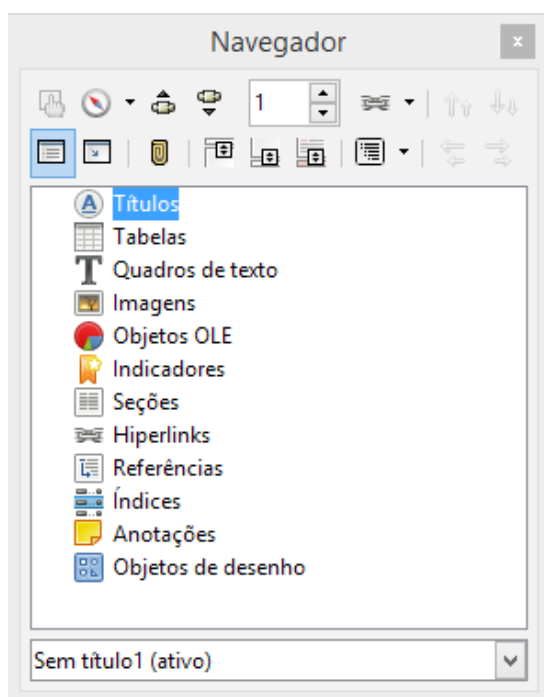 Navegador
x
1
Títulos
Tabelas
Quadros de texto
Imagens
Objetos OLE
Indicadores
Seções
Hiperlinks
Referências
Índices
Anotações
Objetos de desenho
Sem título1 (ativo)